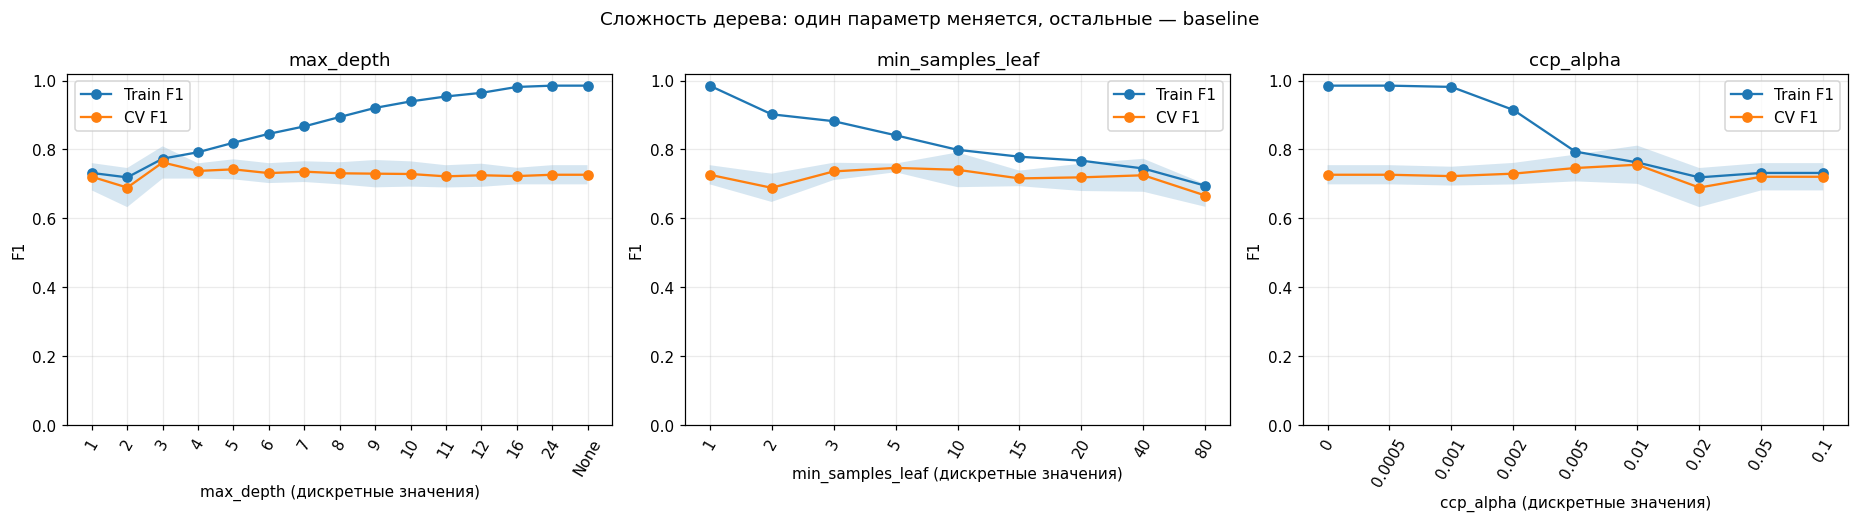 Сложность дерева: один параметр меняется, остальные — baseline
max_depth
F1
1.0
0.8
0.6
0.4
0.2
0.0
Train F1
CV F1
1 2 3 4 5 6 7 8 9 10 11 12 16 24 None
max_depth (дискретные значения)
min_samples_leaf
F1
1.0
0.8
0.6
0.4
0.2
0.0
Train F1
CV F1
1 2 3 5 10 15 20 40 80
min_samples_leaf (дискретные значения)
ccp_alpha
F1
1.0
0.8
0.6
0.4
0.2
0.0
Train F1
CV F1
0 0.0005 0.001 0.002 0.005 0.01 0.02 0.05 0.1
ccp_alpha (дискретные значения)